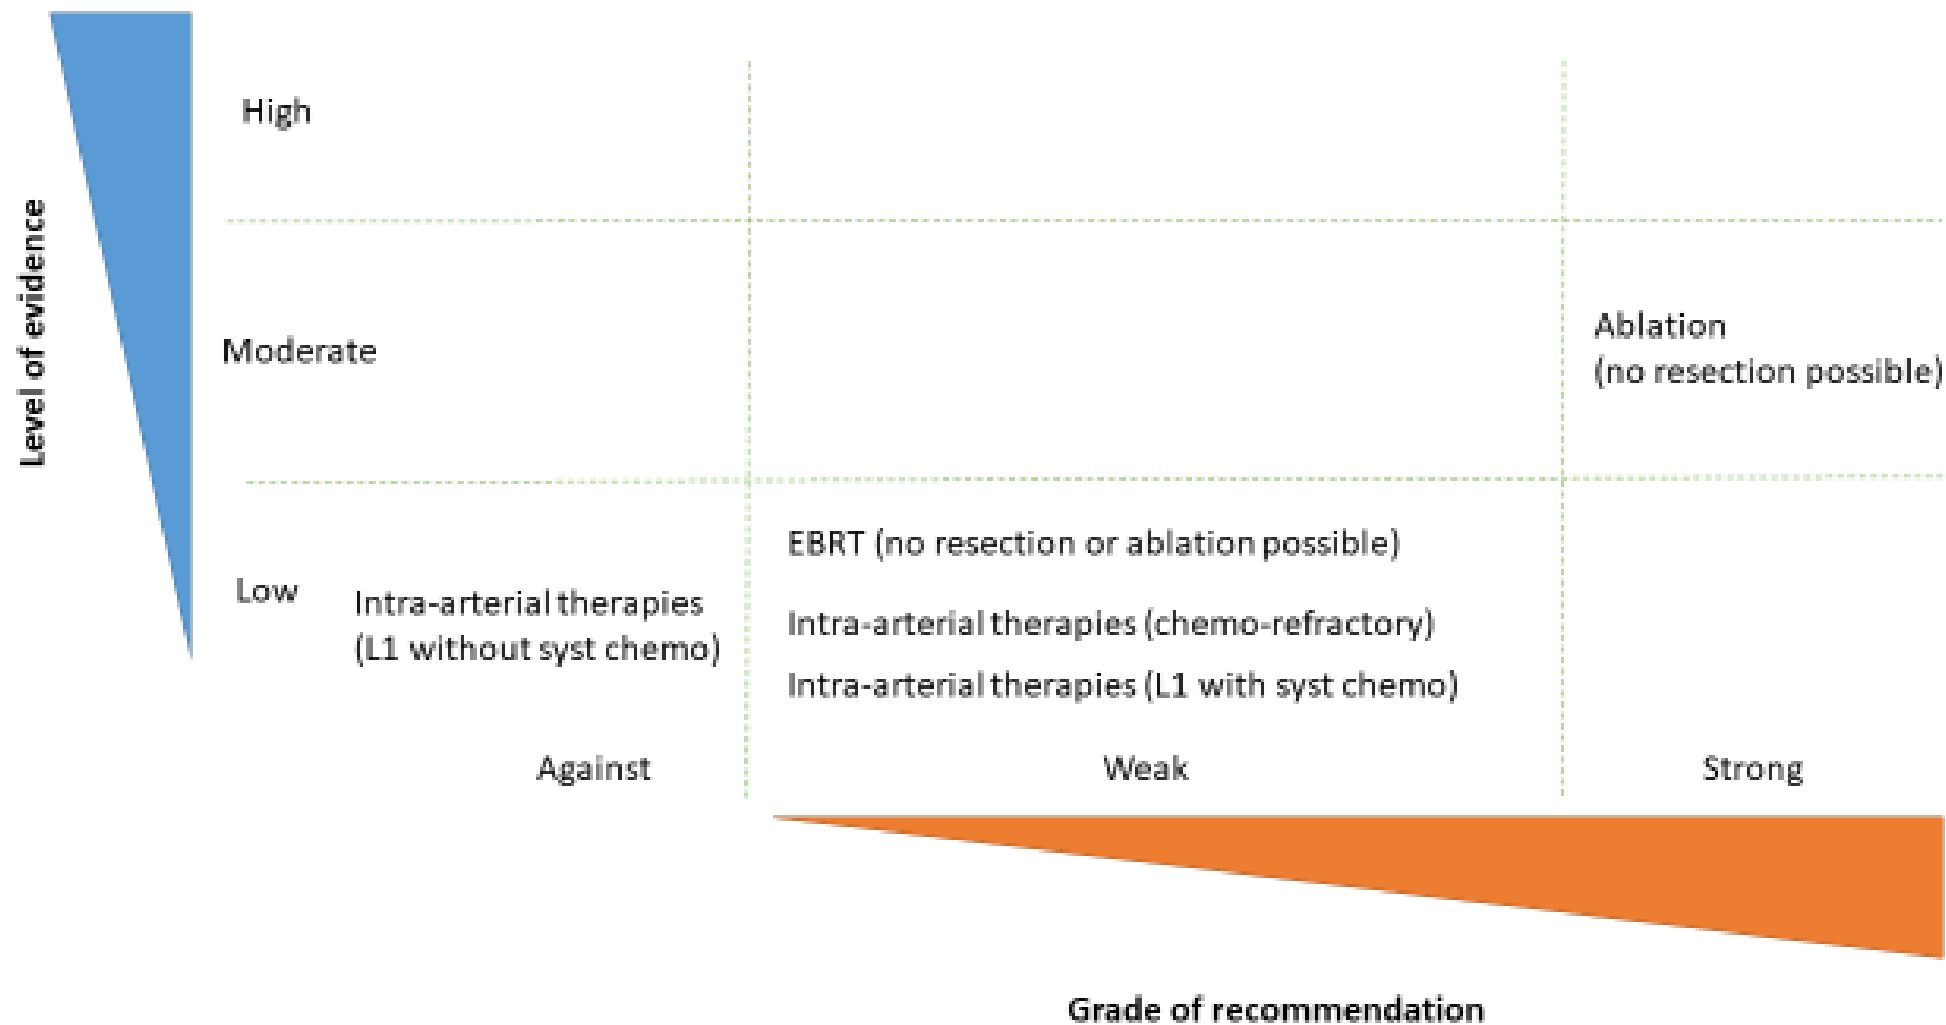 Level of evidence
High
Moderate
Ablation
(no resection possible)
Low
Intra-arterial therapies
(L1 without syst chemo)
EBRT (no resection or ablation possible)
Intra-arterial therapies (chemo-refractory)
Intra-arterial therapies (L1 with syst chemo)
Against
Weak
Strong
Grade of recommendation